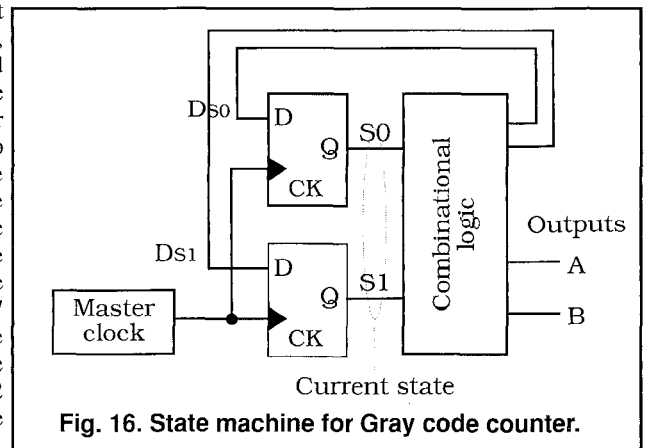 Ds0
D
Q
CK
S0
Combinational
logic
Outputs
A
B
Ds1
D
Q
CK
S1
Master
clock
Current state
Fig. 16. State machine for Gray code counter.